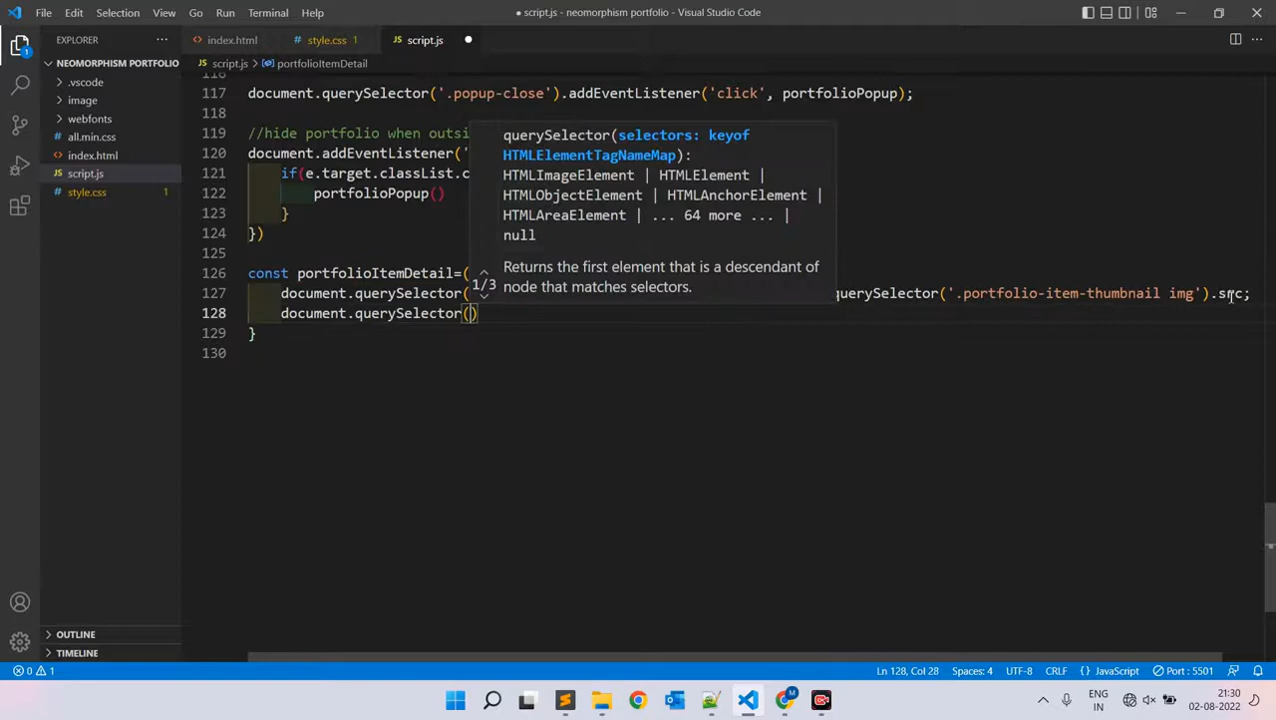 File Edit Selection View Go Run Terminal Help
● script.js - neomorphism portfolio - Visual Studio Code
EXPLORER
index.html
style.css 1
JS script.js
script.js > portfolioItemDetail
NEOMORPHISM PORTFOLIO
.vscode
image
webfonts
all.min.css
index.html
JS script.js
style.css 1
1
117 document.querySelector('.popup-close').addEventListener('click', portfolioPopup);
118
119 //hide portfolio when outsi
120 document.addEventListener('
121 if(e.target.classList.c
122 portfolioPopup()
123 }
124 })
125
126 const portfolioItemDetail=(
127 document.querySelector( querySelector('.portfolio-item-thumbnail img').src;
128 document.querySelector()
129 }
130
querySelector(selectors: keyof
HTMLElementTagNameMap):
HTMLImageElement | HTMLElement |
HTMLObjectElement | HTMLAnchorElement |
HTMLAreaElement | ... 64 more ... |
null
1/3
Returns the first element that is a descendant of
node that matches selectors.
OUTLINE
TIMELINE
0 1
Ln 128, Col 28 Spaces: 4 UTF-8 CRLF {} JavaScript Port : 5501
M
ENG
IN
21:30
02-08-2022